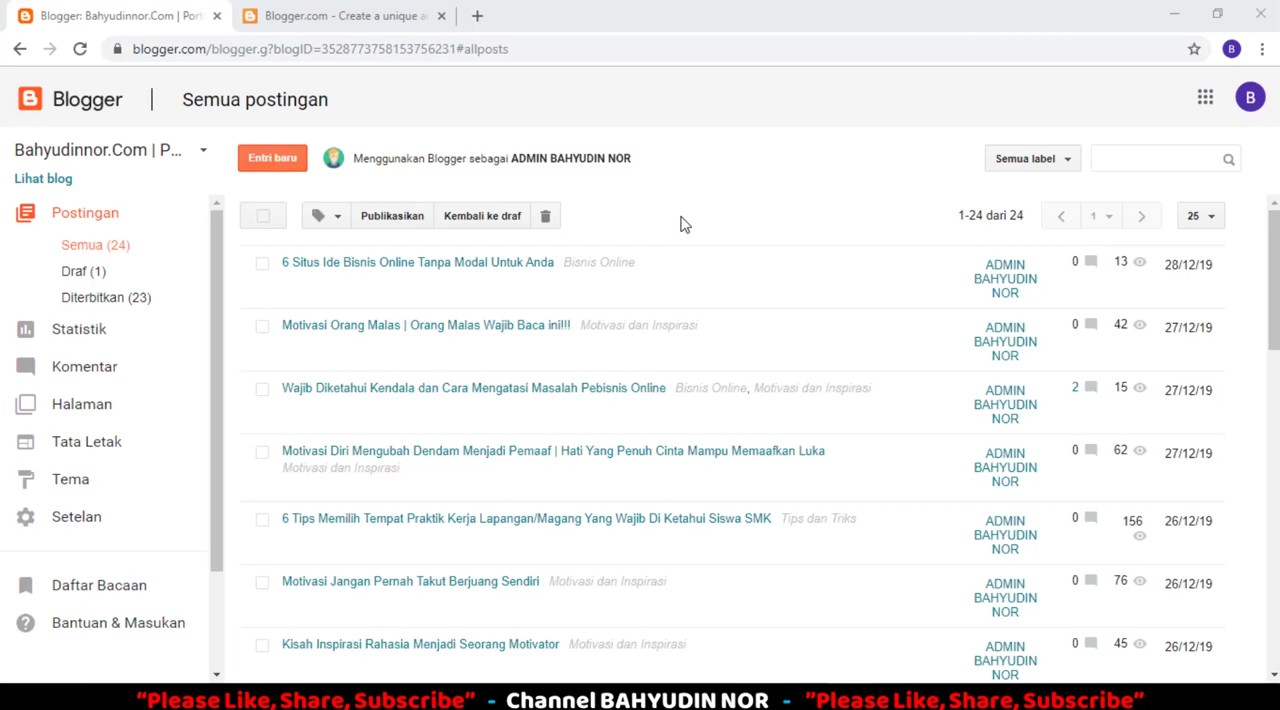 Blogger: Bahyudinnor.Com | Port
Blogger.com - Create a unique a
blogger.com/blogger.g?blogID=3528773758153756231#allposts
B
Blogger
Semua postingan
B
Bahyudinnor.Com | P...
Entri baru
Menggunakan Blogger sebagai ADMIN BAHYUDIN NOR
Semua label
Lihat blog
Postingan
Publikasikan
Kembali ke draf
1-24 dari 24
1
25
Semua (24)
Draf (1)
Diterbitkan (23)
Statistik
Komentar
Halaman
Tata Letak
Tema
Setelan
Daftar Bacaan
Bantuan & Masukan
6 Situs Ide Bisnis Online Tanpa Modal Untuk Anda Bisnis Online
ADMIN
BAHYUDIN
NOR
0
13
28/12/19
Motivasi Orang Malas | Orang Malas Wajib Baca ini!!! Motivasi dan Inspirasi
ADMIN
BAHYUDIN
NOR
0
42
27/12/19
Wajib Diketahui Kendala dan Cara Mengatasi Masalah Pebisnis Online Bisnis Online, Motivasi dan Inspirasi
ADMIN
BAHYUDIN
NOR
2
15
27/12/19
Motivasi Diri Mengubah Dendam Menjadi Pemaaf | Hati Yang Penuh Cinta Mampu Memaafkan Luka
Motivasi dan Inspirasi
ADMIN
BAHYUDIN
NOR
0
62
27/12/19
6 Tips Memilih Tempat Praktik Kerja Lapangan/Magang Yang Wajib Di Ketahui Siswa SMK Tips dan Triks
ADMIN
BAHYUDIN
NOR
0
156
26/12/19
Motivasi Jangan Pernah Takut Berjuang Sendiri Motivasi dan Inspirasi
ADMIN
BAHYUDIN
NOR
0
76
26/12/19
Kisah Inspirasi Rahasia Menjadi Seorang Motivator Motivasi dan Inspirasi
ADMIN
BAHYUDIN
NOR
0
45
26/12/19
“Please Like, Share, Subscribe” - Channel BAHYUDIN NOR - ”Please Like, Share, Subscribe”